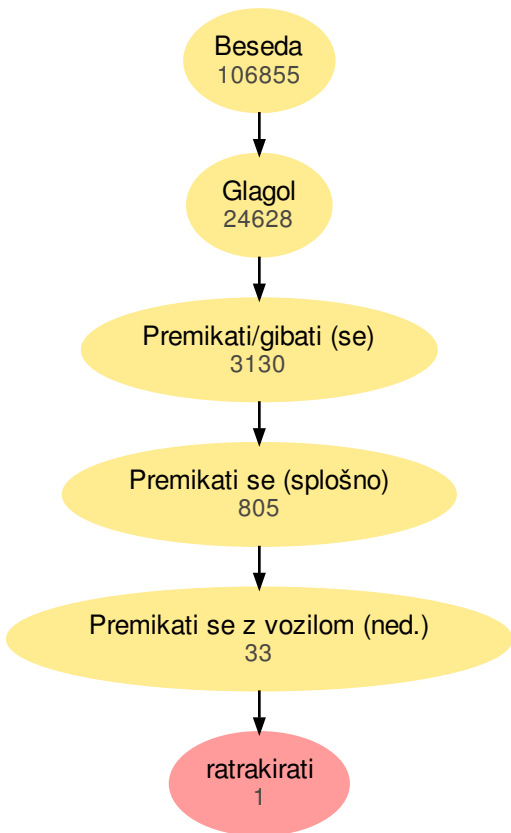 Beseda
106855
Glagol
24628
Premikati/gibati (se)
3130
Premikati se (splošno)
805
Premikati se z vozilom (ned.)
33
ratrakirati
1